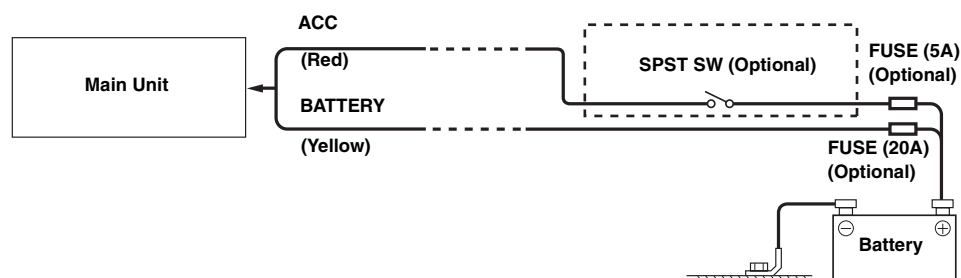 ACC
(Red)
Main Unit
BATTERY
(Yellow)
SPST SW (Optional)
FUSE (5A)
(Optional)
FUSE (20A)
(Optional)
Battery